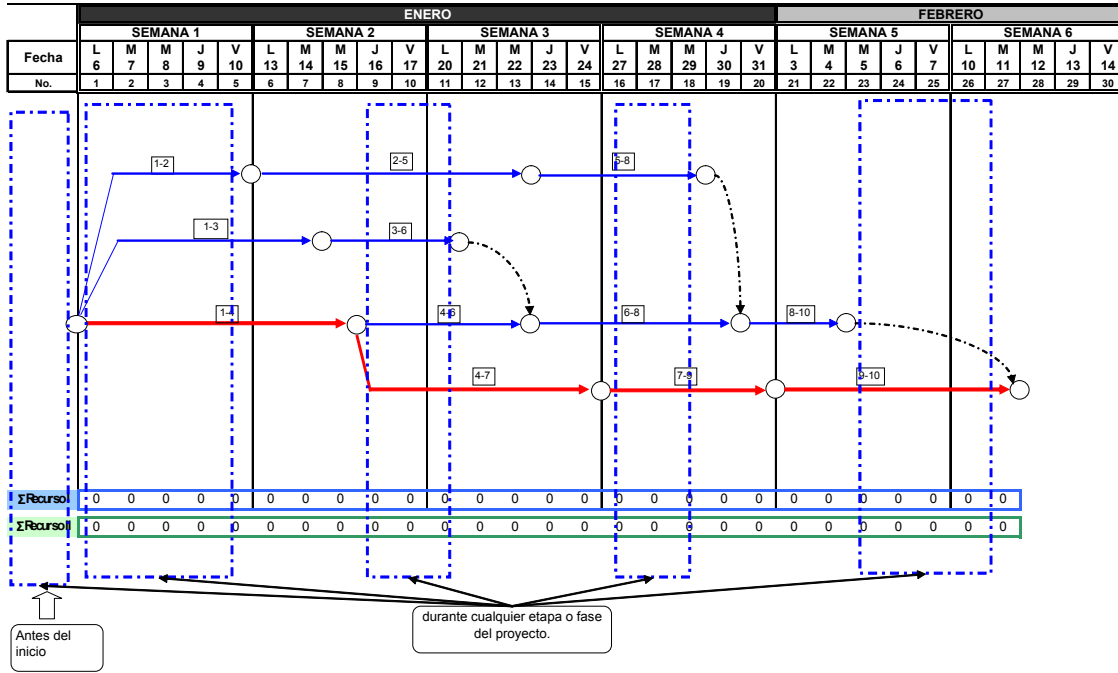 ENERO FEBRERO
SEMANA 1 SEMANA 2 SEMANA 3 SEMANA 4 SEMANA 5 SEMANA 6
Fecha L M M J V L M M J V L M M J V L M M J V L M M J V L M M J V
6 7 8 9 10 13 14 15 16 17 20 21 22 23 24 27 28 29 30 31 3 4 5 6 7 10 11 12 13 14
No. 1 2 3 4 5 6 7 8 9 10 11 12 13 14 15 16 17 18 19 20 21 22 23 24 25 26 27 28 29 30
1-2 2-5 5-8
1-3 3-6
1-4 4-6 6-8 8-10
4-7 7-9 9-10
ΣRecursoI 0 0 0 0 0 0 0 0 0 0 0 0 0 0 0 0 0 0 0 0 0 0 0 0 0 0 0
ΣRecursoII 0 0 0 0 0 0 0 0 0 0 0 0 0 0 0 0 0 0 0 0 0 0 0 0 0 0 0
Antes del
inicio
durante cualquier etapa o fase
del proyecto.